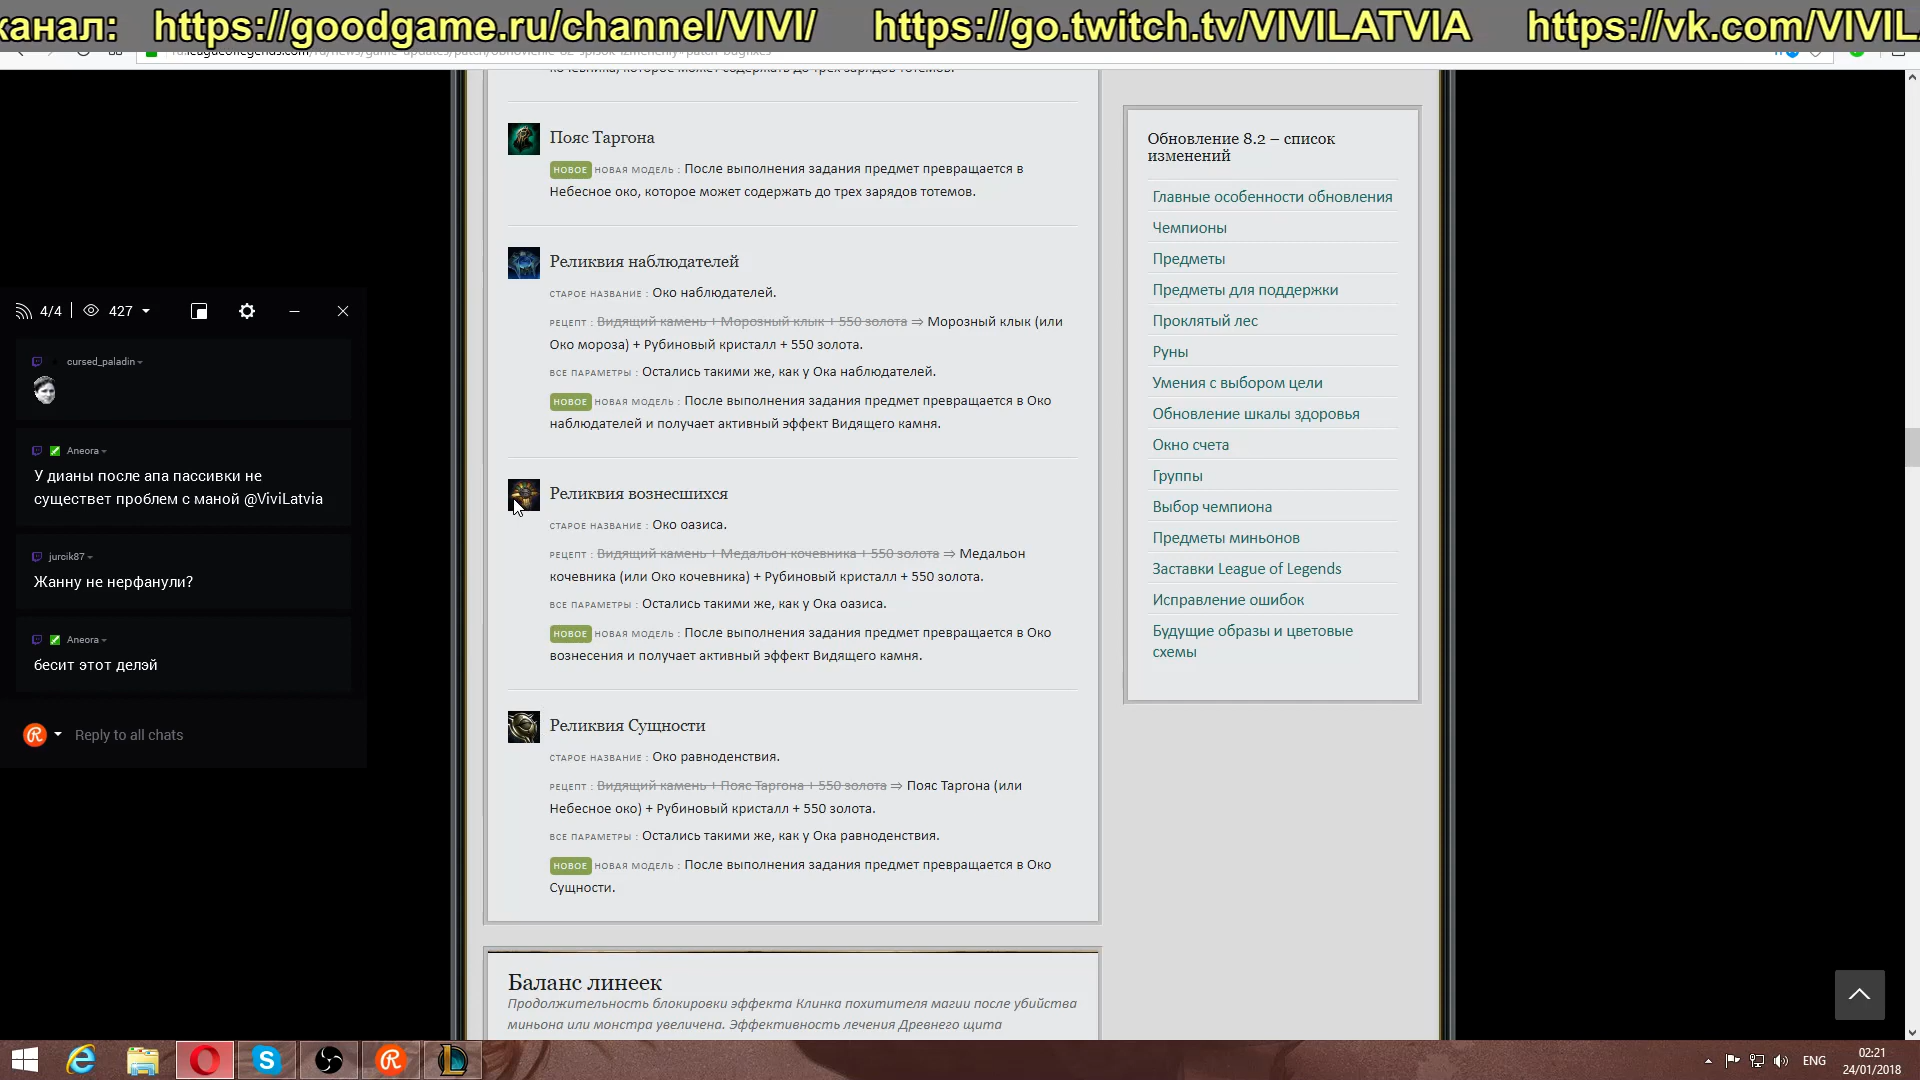 канал: https://goodgame.ru/channel/VIVI/ https://go.twitch.tv/VIVILATVIA https://vk.com/VIVIL
Пояс Таргона
НОВОЕ НОВАЯ МОДЕЛЬ : После выполнения задания предмет превращается в
Небесное око, которое может содержать до трех зарядов тотемов.
Реликвия наблюдателей
СТАРОЕ НАЗВАНИЕ : Око наблюдателей.
РЕЦЕПТ : Видящий камень + Морозный клык + 550 золота ⇒ Морозный клык (или
Око мороза) + Рубиновый кристалл + 550 золота.
ВСЕ ПАРАМЕТРЫ : Остались такими же, как у Ока наблюдателей.
НОВОЕ НОВАЯ МОДЕЛЬ : После выполнения задания предмет превращается в Око
наблюдателей и получает активный эффект Видящего камня.
Реликвия вознесшихся
СТАРОЕ НАЗВАНИЕ : Око оазиса.
РЕЦЕПТ : Видящий камень + Медальон кочевника + 550 золота ⇒ Медальон
кочевника (или Око кочевника) + Рубиновый кристалл + 550 золота.
ВСЕ ПАРАМЕТРЫ : Остались такими же, как у Ока оазиса.
НОВОЕ НОВАЯ МОДЕЛЬ : После выполнения задания предмет превращается в Око
вознесения и получает активный эффект Видящего камня.
Реликвия Сущности
СТАРОЕ НАЗВАНИЕ : Око равноденствия.
РЕЦЕПТ : Видящий камень + Пояс Таргона + 550 золота ⇒ Пояс Таргона (или
Небесное око) + Рубиновый кристалл + 550 золота.
ВСЕ ПАРАМЕТРЫ : Остались такими же, как у Ока равноденствия.
НОВОЕ НОВАЯ МОДЕЛЬ : После выполнения задания предмет превращается в Око
Сущности.
Баланс линеек
Продолжительность блокировки эффекта Клинка похитителя магии после убийства
миньона или монстра увеличена. Эффективность лечения Древнего щита
Обновление 8.2 – список
изменений
Главные особенности обновления
Чемпионы
Предметы
Предметы для поддержки
Проклятый лес
Руны
Умения с выбором цели
Обновление шкалы здоровья
Окно счета
Группы
Выбор чемпиона
Предметы миньонов
Заставки League of Legends
Исправление ошибок
Будущие образы и цветовые
схемы
4/4 427
cursed_paladin
Aneora
У дианы после апа пассивки не
существет проблем с маной @ViviLatvia
jurcik87
Жанну не нерфанули?
Aneora
бесит этот делэй
Reply to all chats
ENG
02:21
24/01/2018